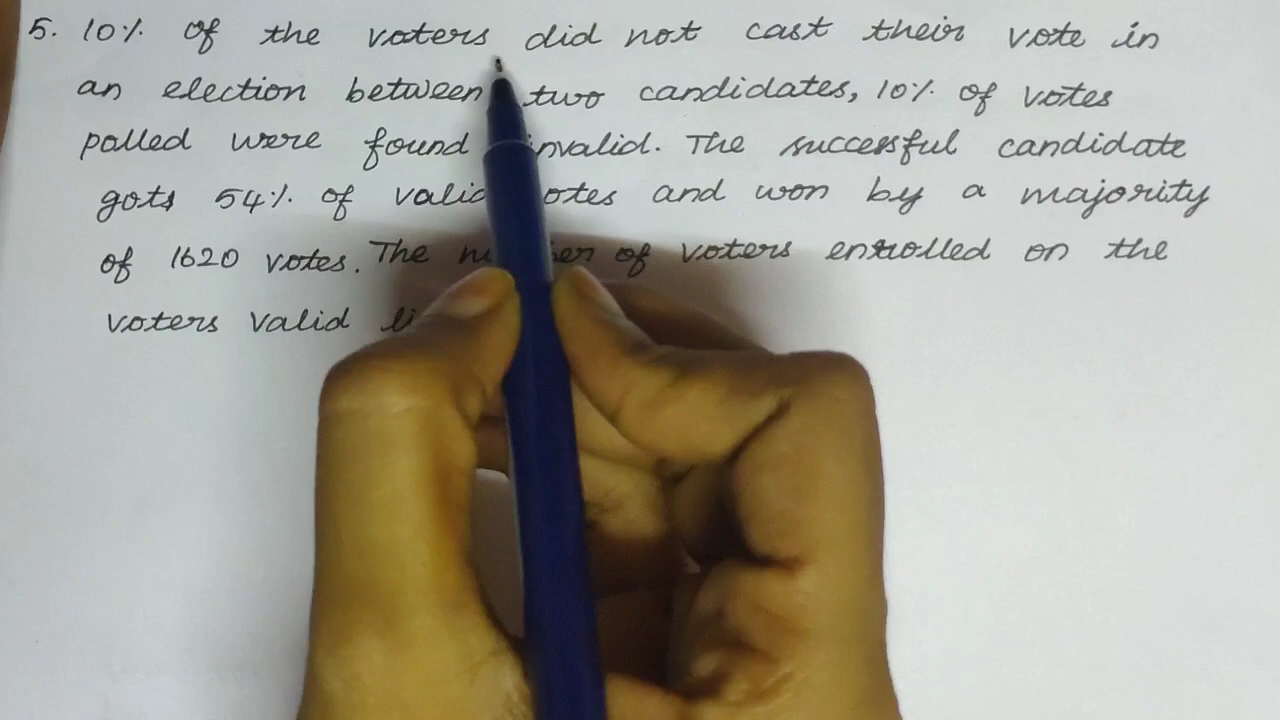 5. 10% of the voters did not cast their vote in
an election between two candidates, 10% of votes
polled were found invalid. The successful candidate
gots 54% of valid votes and won by a majority
of 1620 votes. The number of voters enrolled on the
voters valid